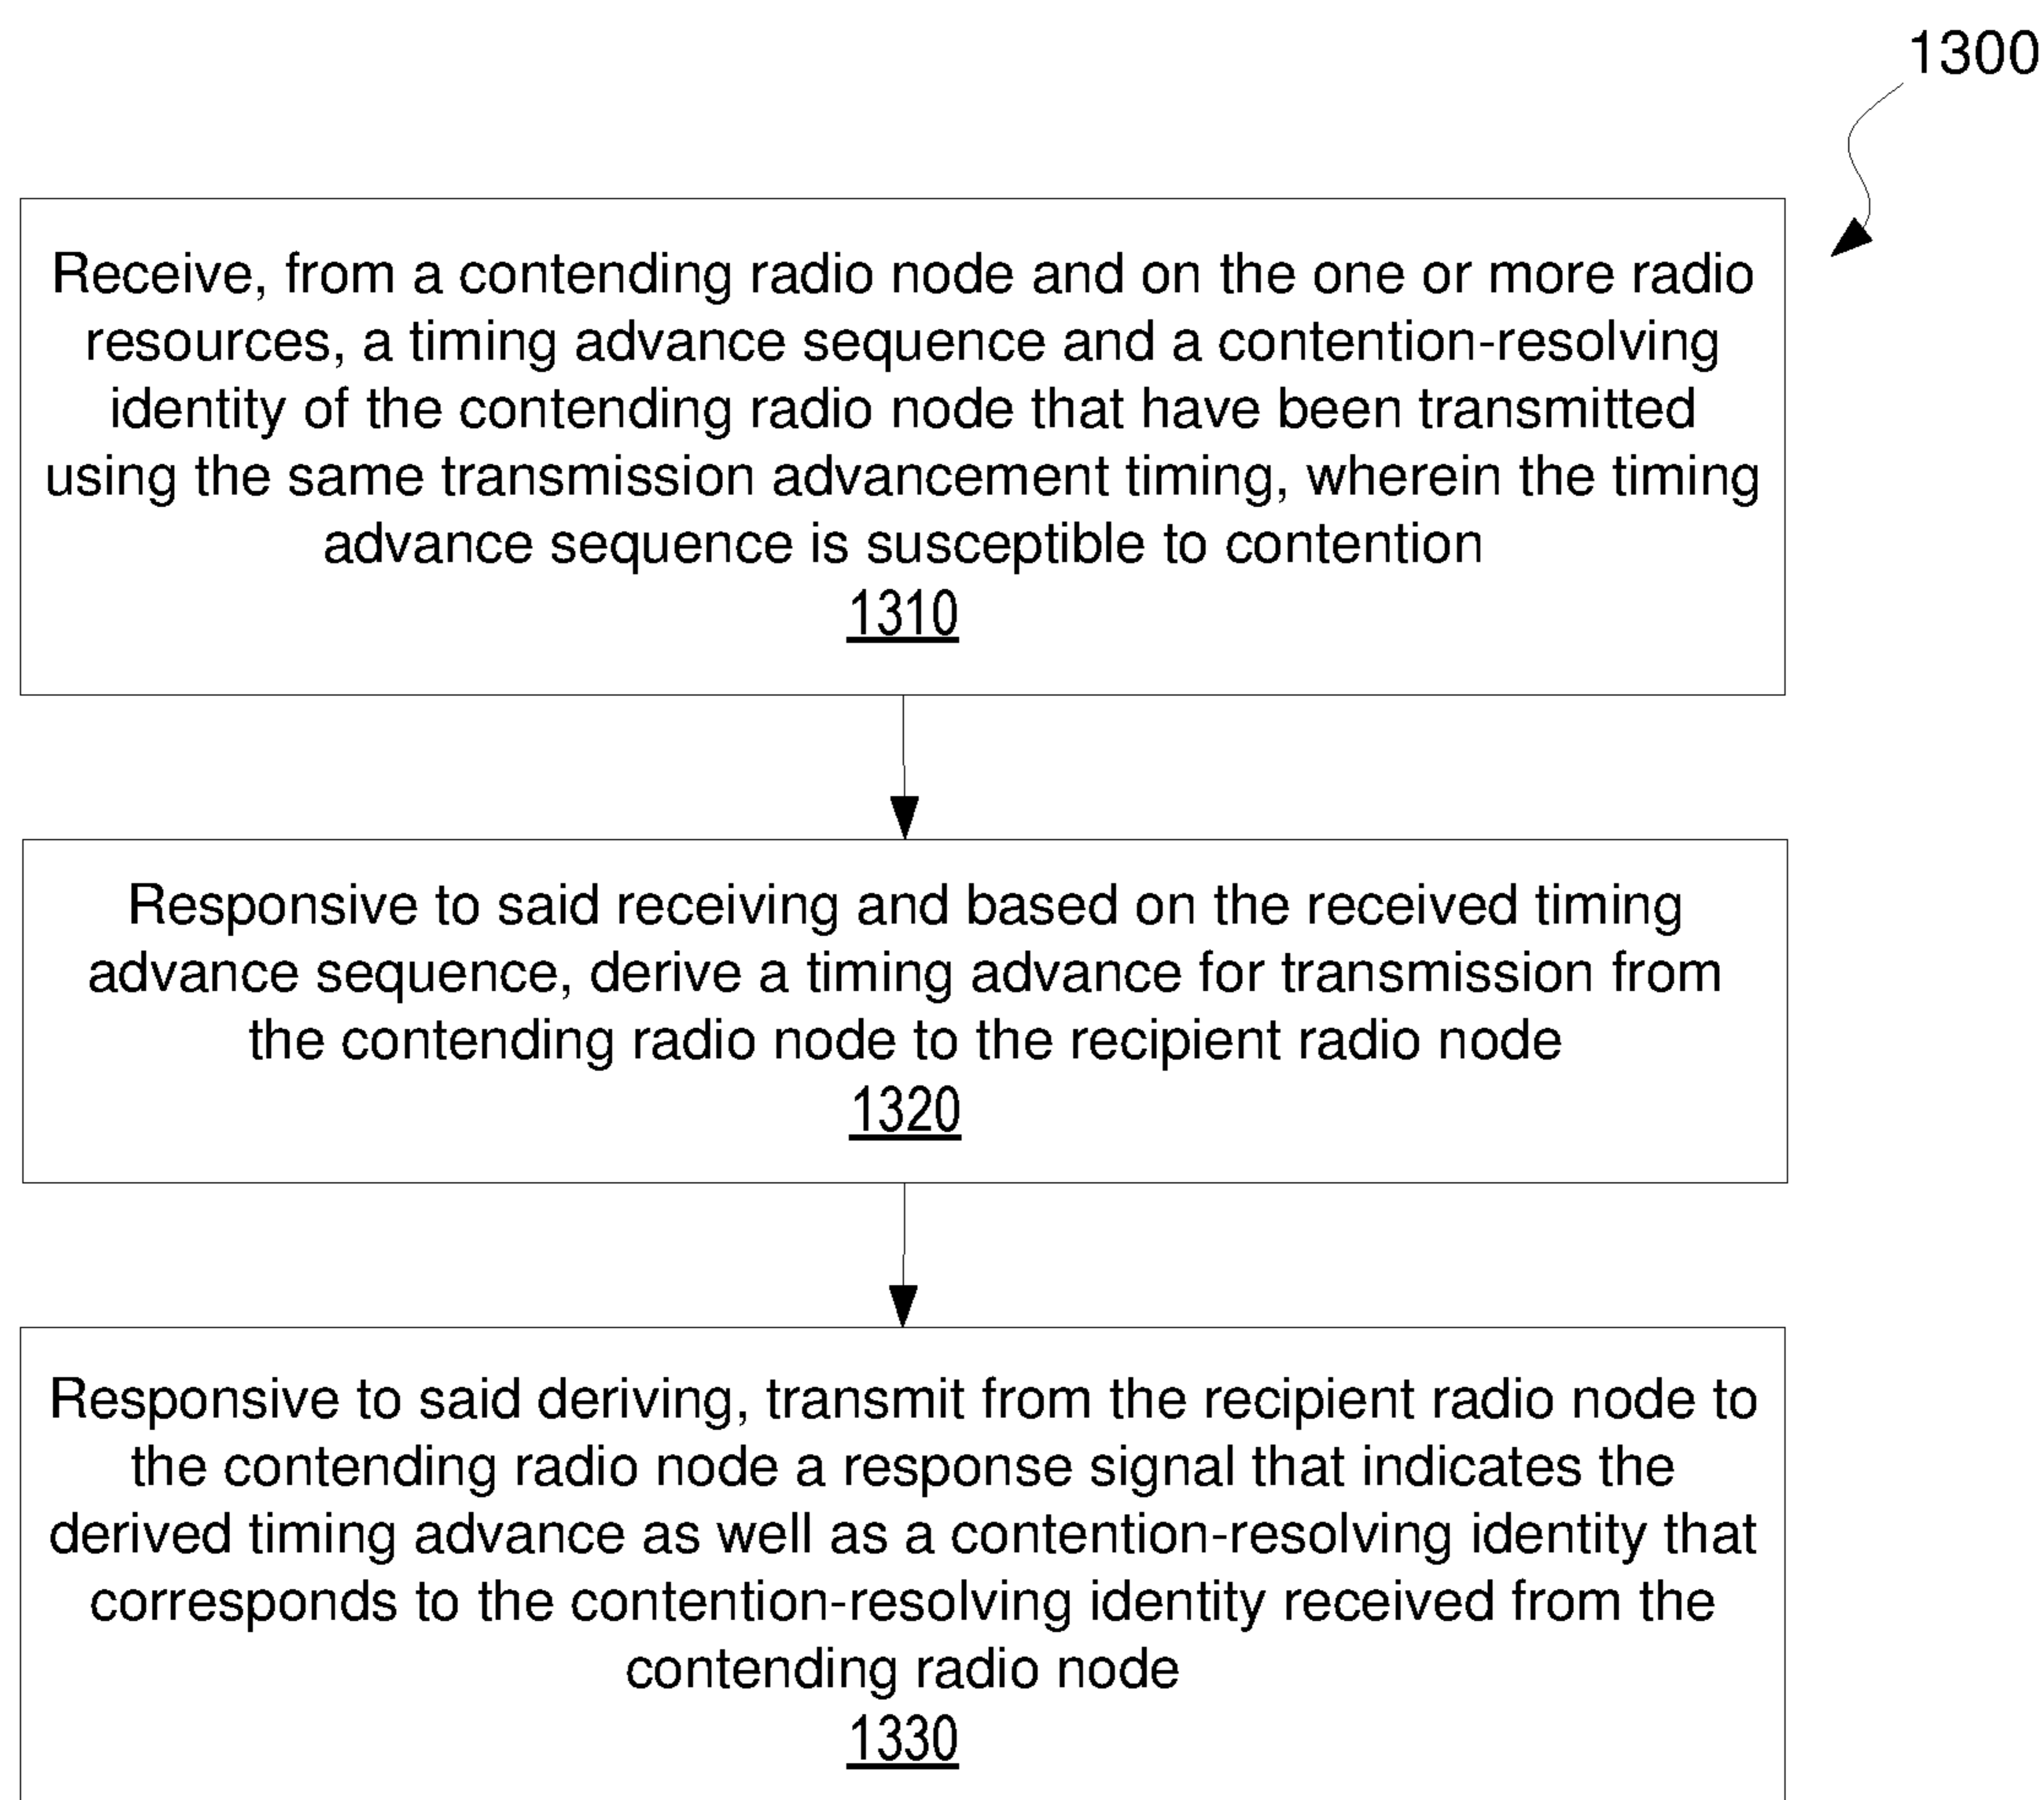 1300
Receive, from a contending radio node and on the one or more radio
resources, a timing advance sequence and a contention-resolving
identity of the contending radio node that have been transmitted
using the same transmission advancement timing, wherein the timing
advance sequence is susceptible to contention
1310
Responsive to said receiving and based on the received timing
advance sequence, derive a timing advance for transmission from
the contending radio node to the recipient radio node
1320
Responsive to said deriving, transmit from the recipient radio node to
the contending radio node a response signal that indicates the
derived timing advance as well as a contention-resolving identity that
corresponds to the contention-resolving identity received from the
contending radio node
1330